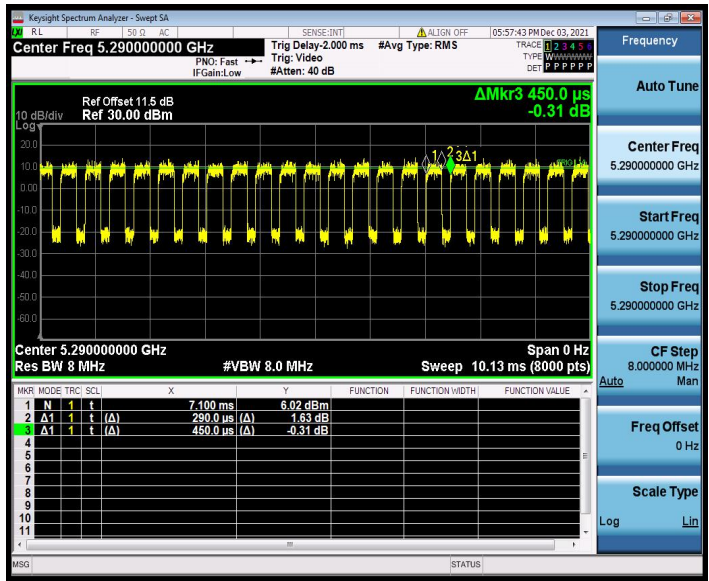 Keysight Spectrum Analyzer - Swept SA
RL RF 50 Ω AC SENSE:INT ALIGN OFF 05:57:43 PM Dec 03, 2021
Center Freq 5.290000000 GHz
PNO: Fast
IFGain:Low
Trig Delay-2.000 ms
Trig: Video
#Atten: 40 dB
#Avg Type: RMS
TRACE 1 2 3 4 5 6
TYPE WWWWWW
DET P P P P P P
Ref Offset 11.5 dB
10 dB/div Ref 30.00 dBm
Log
ΔMkr3 450.0 µs
-0.31 dB
20.0
10.0
0.00
-10.0
-20.0
-30.0
-40.0
-50.0
-60.0
1 2 3Δ1
Center 5.290000000 GHz Span 0 Hz
Res BW 8 MHz #VBW 8.0 MHz Sweep 10.13 ms (8000 pts)
MKR MODE TRC SCL X Y FUNCTION FUNCTION WIDTH FUNCTION VALUE
1 N 1 t 7.100 ms 6.02 dBm
2 Δ1 1 t (Δ) 290.0 µs (Δ) 1.63 dB
3 Δ1 1 t (Δ) 450.0 µs (Δ) -0.31 dB
4
5
6
7
8
9
10
11
MSG STATUS
Frequency
Auto Tune
Center Freq
5.290000000 GHz
Start Freq
5.290000000 GHz
Stop Freq
5.290000000 GHz
CF Step
8.000000 MHz
Auto Man
Freq Offset
0 Hz
Scale Type
Log Lin